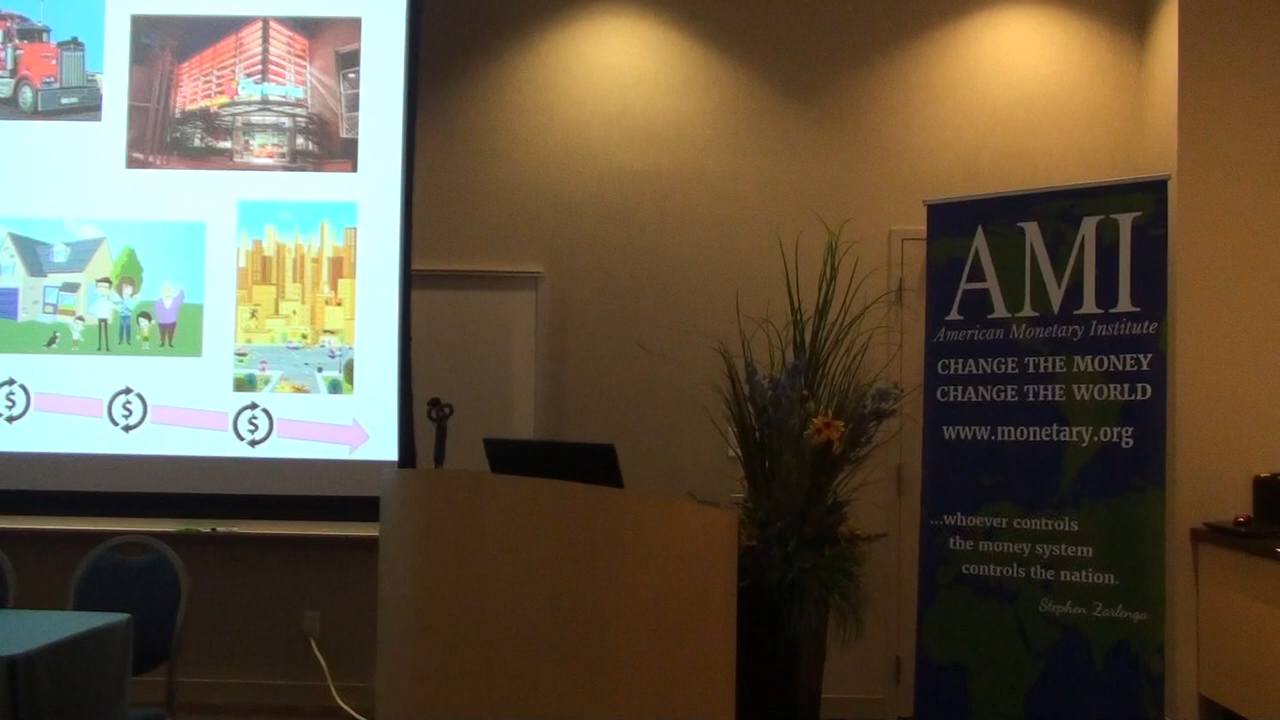 $ $ $
AMI
American Monetary Institute
CHANGE THE MONEY
CHANGE THE WORLD
www.monetary.org
...whoever controls
the money system
controls the nation.
Stephen Zarlenga